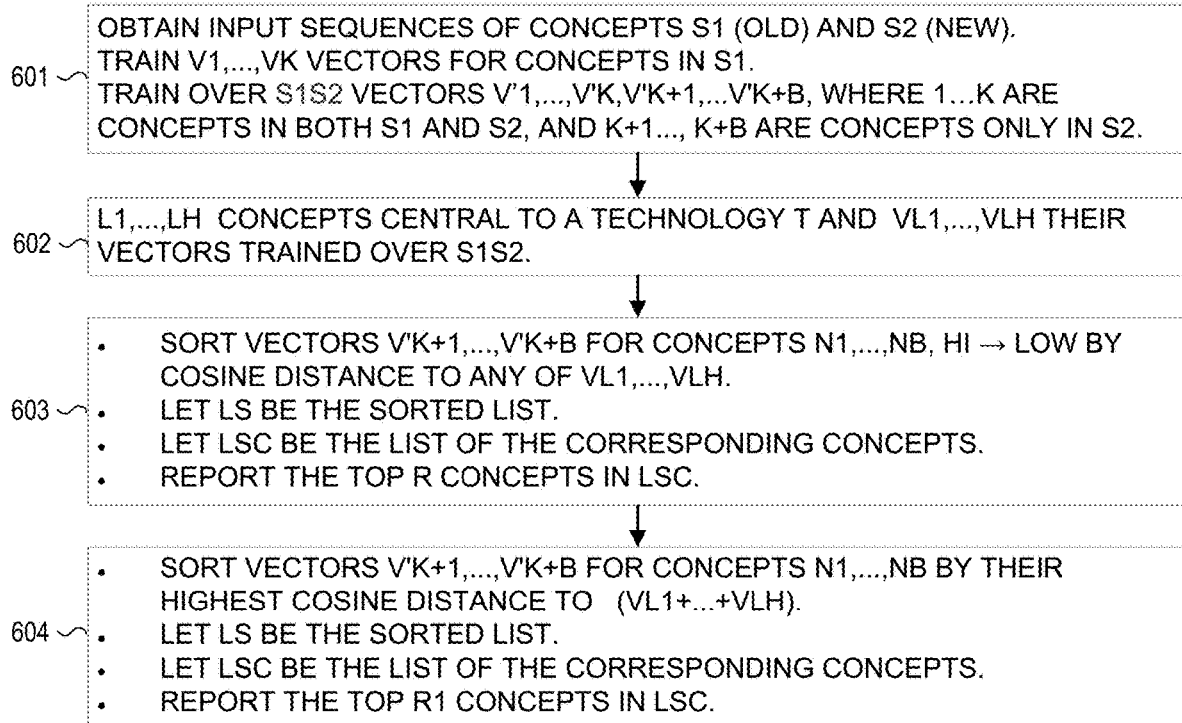 OBTAIN INPUT SEQUENCES OF CONCEPTS S1 (OLD) AND S2 (NEW).
601 TRAIN V1,...,VK VECTORS FOR CONCEPTS IN S1.
TRAIN OVER S1S2 VECTORS V'1,...,V'K,V'K+1,...V'K+B, WHERE 1...K ARE
CONCEPTS IN BOTH S1 AND S2, AND K+1..., K+B ARE CONCEPTS ONLY IN S2.
L1,...,LH CONCEPTS CENTRAL TO A TECHNOLOGY T AND VL1,...,VLH THEIR
602 VECTORS TRAINED OVER S1S2.
• SORT VECTORS V'K+1,...,V'K+B FOR CONCEPTS N1,...,NB, HI → LOW BY
COSINE DISTANCE TO ANY OF VL1,...,VLH.
603 • LET LS BE THE SORTED LIST.
• LET LSC BE THE LIST OF THE CORRESPONDING CONCEPTS.
• REPORT THE TOP R CONCEPTS IN LSC.
• SORT VECTORS V'K+1,...,V'K+B FOR CONCEPTS N1,...,NB BY THEIR
HIGHEST COSINE DISTANCE TO (VL1+...+VLH).
604 • LET LS BE THE SORTED LIST.
• LET LSC BE THE LIST OF THE CORRESPONDING CONCEPTS.
• REPORT THE TOP R1 CONCEPTS IN LSC.